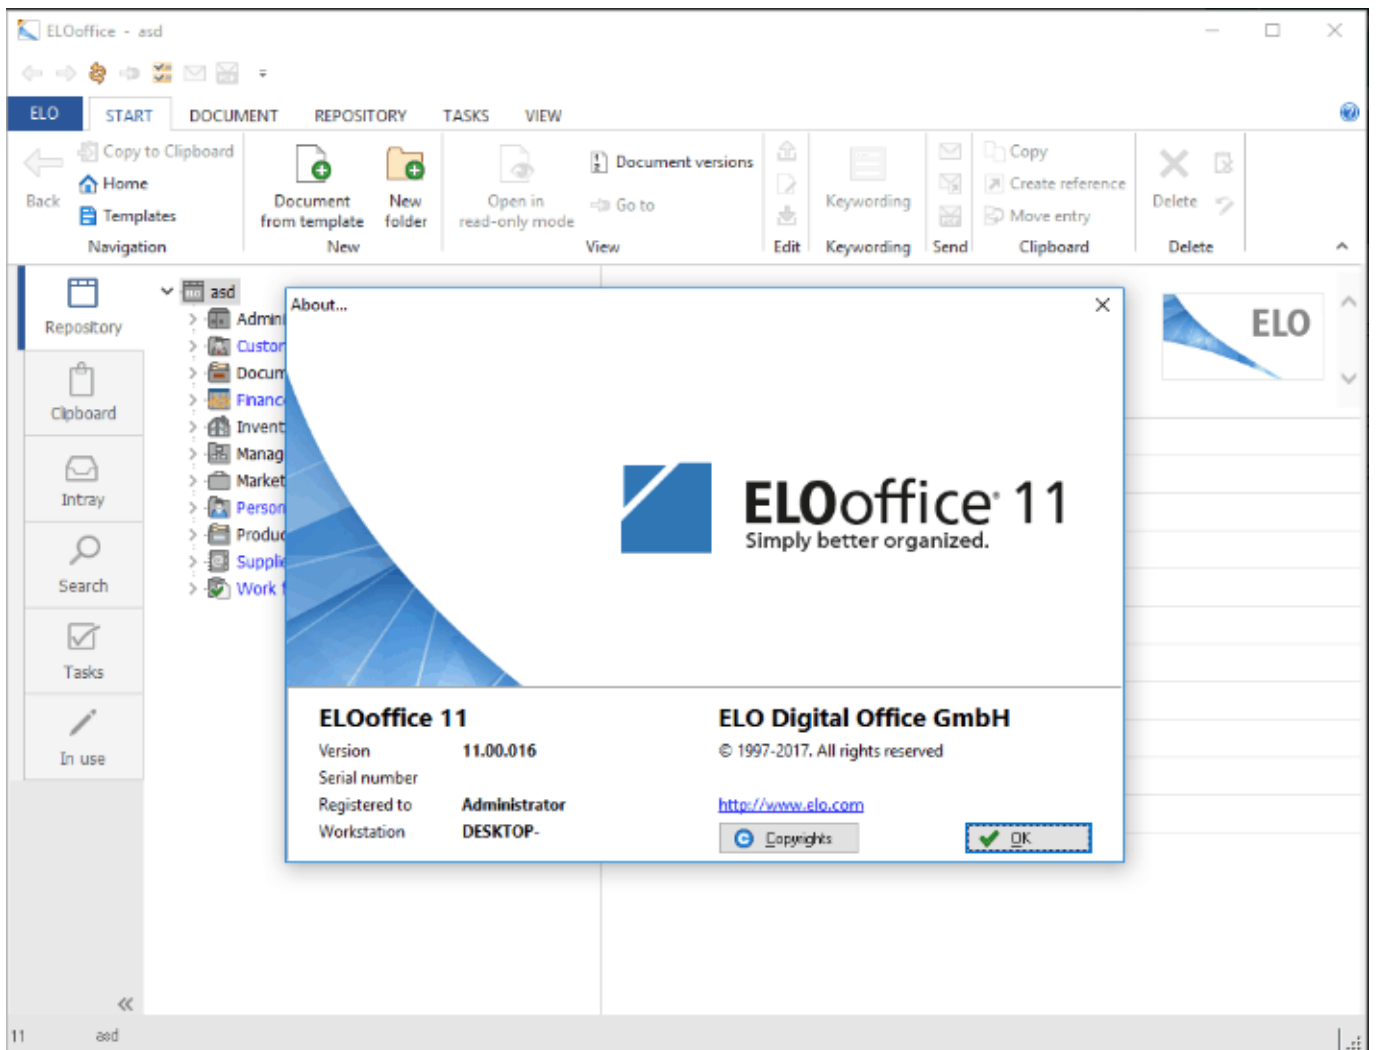 ELOoffice - asd
ELO START DOCUMENT REPOSITORY TASKS VIEW
Back
Copy to Clipboard
Home
Templates
Navigation
Document
from template
New
folder
New
Open in
read-only mode
Document versions
Go to
View
Edit
Keywording
Keywording
Send
Copy
Create reference
Move entry
Clipboard
Delete
Delete
Repository
Clipboard
Intray
Search
Tasks
In use
asd
Admini
Custor
Docum
Financ
Invent
Manag
Market
Person
Produc
Supplie
Work f
ELO
About...
ELOoffice 11
Simply better organized.
ELOoffice 11
Version 11.00.016
Serial number
Registered to Administrator
Workstation DESKTOP-
ELO Digital Office GmbH
© 1997-2017. All rights reserved
http://www.elo.com
Copyrights
OK
11 asd